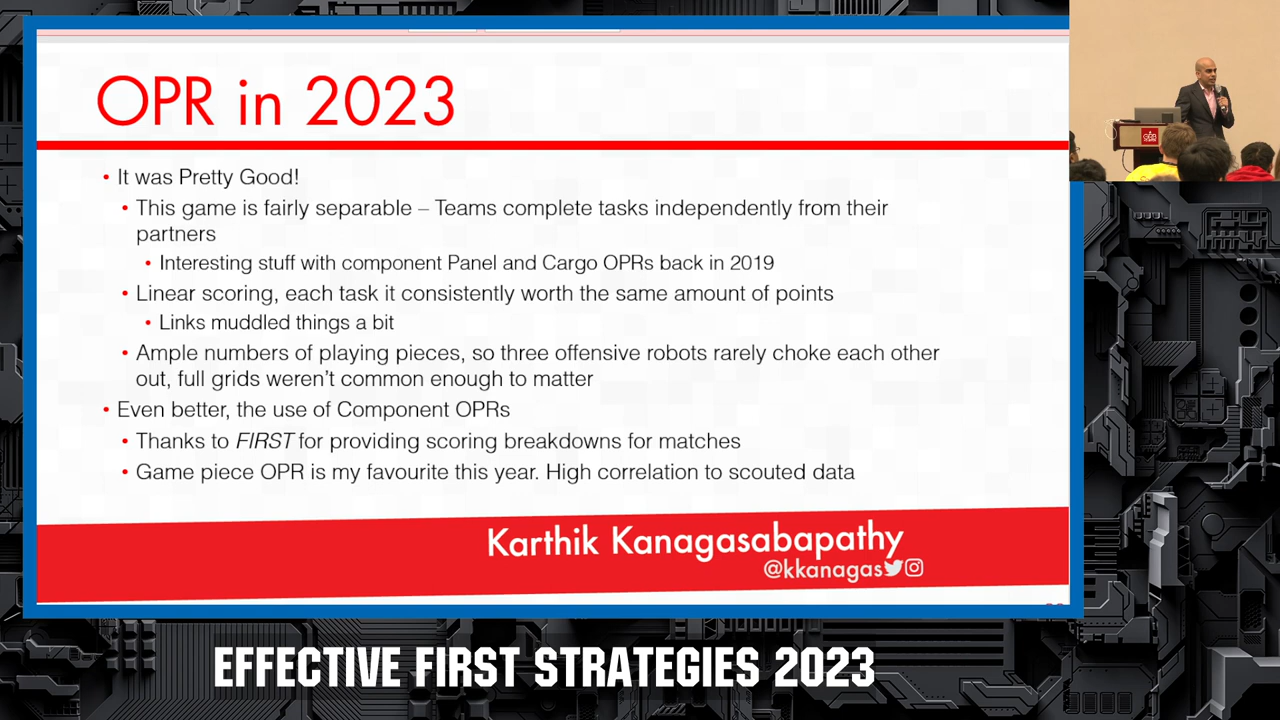 OPR in 2023
• It was Pretty Good!
• This game is fairly separable – Teams complete tasks independently from their
partners
• Interesting stuff with component Panel and Cargo OPRs back in 2019
• Linear scoring, each task it consistently worth the same amount of points
• Links muddled things a bit
• Ample numbers of playing pieces, so three offensive robots rarely choke each other
out, full grids weren't common enough to matter
• Even better, the use of Component OPRs
• Thanks to FIRST for providing scoring breakdowns for matches
• Game piece OPR is my favourite this year. High correlation to scouted data
Karthik Kanagasabapathy
@kkanagas
EFFECTIVE FIRST STRATEGIES 2023